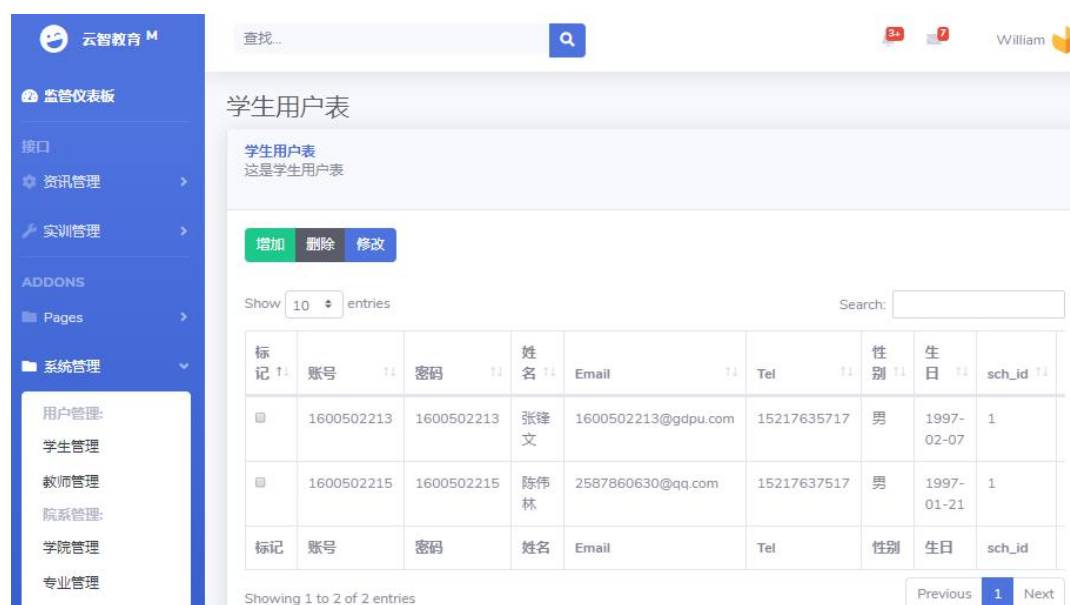 云智教育 M
查找...
3+
7
William
监管仪表板
学生用户表
接口
学生用户表
这是学生用户表
资讯管理
实训管理
增加 删除 修改
ADDONS
Show 10 entries
Search:
Pages
系统管理
标记 账号 密码 姓名 Email Tel 性别 生日 sch_id
用户管理:
1600502213 1600502213 张锋文 1600502213@gdpu.com 15217635717 男 1997-02-07 1
学生管理
教师管理
1600502215 1600502215 陈伟林 2587860630@qq.com 15217637517 男 1997-01-21 1
院系管理:
学院管理
标记 账号 密码 姓名 Email Tel 性别 生日 sch_id
专业管理
Showing 1 to 2 of 2 entries
Previous 1 Next